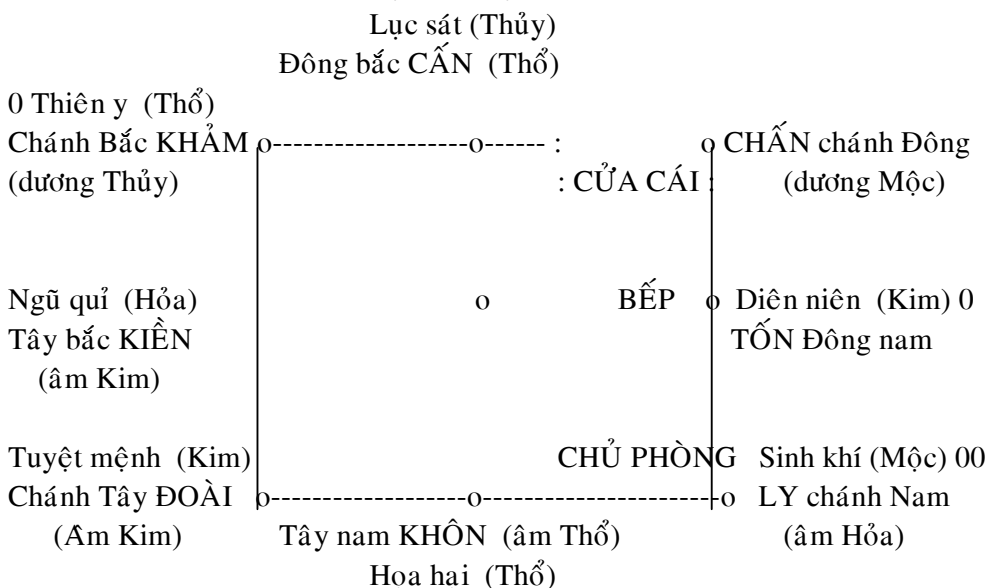 Lục sát (Thủy)
Đông bắc CẤN (Thổ)
0 Thiên y (Thổ)
Chánh Bắc KHẢM o-------------------o------ : o CHẤN chánh Đông
(dương Thủy) : CỬA CÁI : (dương Mộc)
Ngũ quỉ (Hỏa) o BẾP o Diên niên (Kim) 0
Tây bắc KIỀN TỐN Đông nam
(âm Kim)
Tuyệt mệnh (Kim) CHỦ PHÒNG Sinh khí (Mộc) 00
Chánh Tây ĐOÀI o-------------------o-----------------------o LY chánh Nam
(Âm Kim) Tây nam KHÔN (âm Thổ) (âm Hỏa)
Họa hai (Thổ)